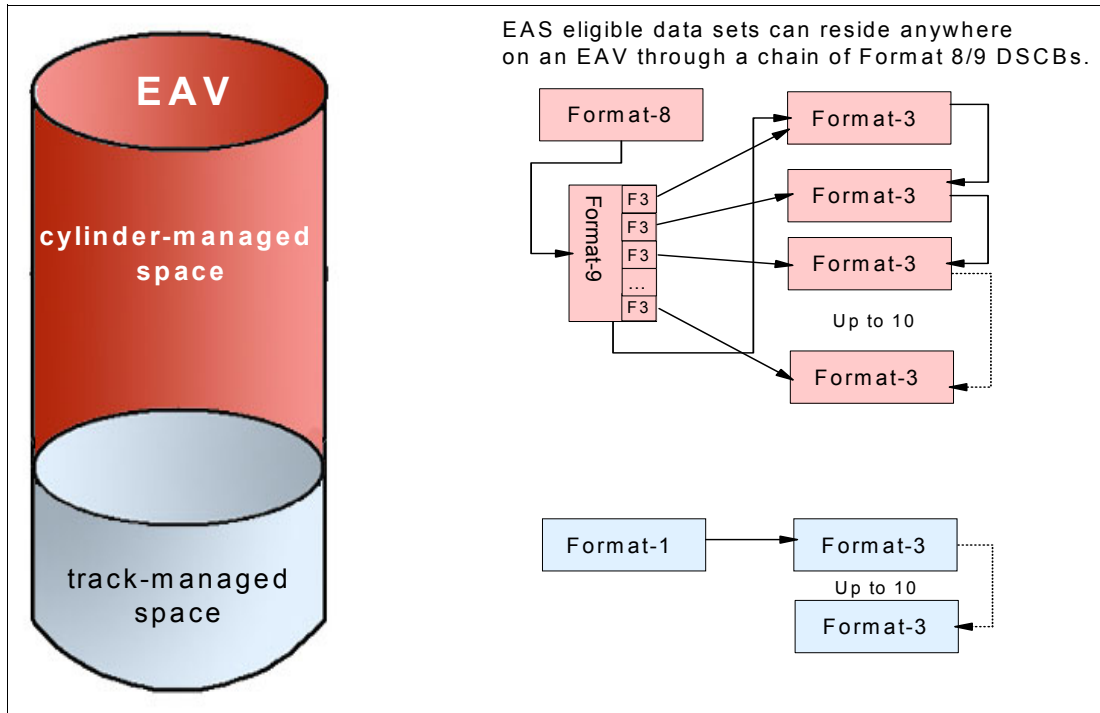 EAS eligible data sets can reside anywhere
on an EAV through a chain of Format 8/9 DSCBs.
EAV
cylinder-managed
space
track-managed
space
Format-8
Format-9
F3
F3
F3
...
F3
Format-3
Format-3
Format-3
Up to 10
Format-3
Format-1
Format-3
Up to 10
Format-3